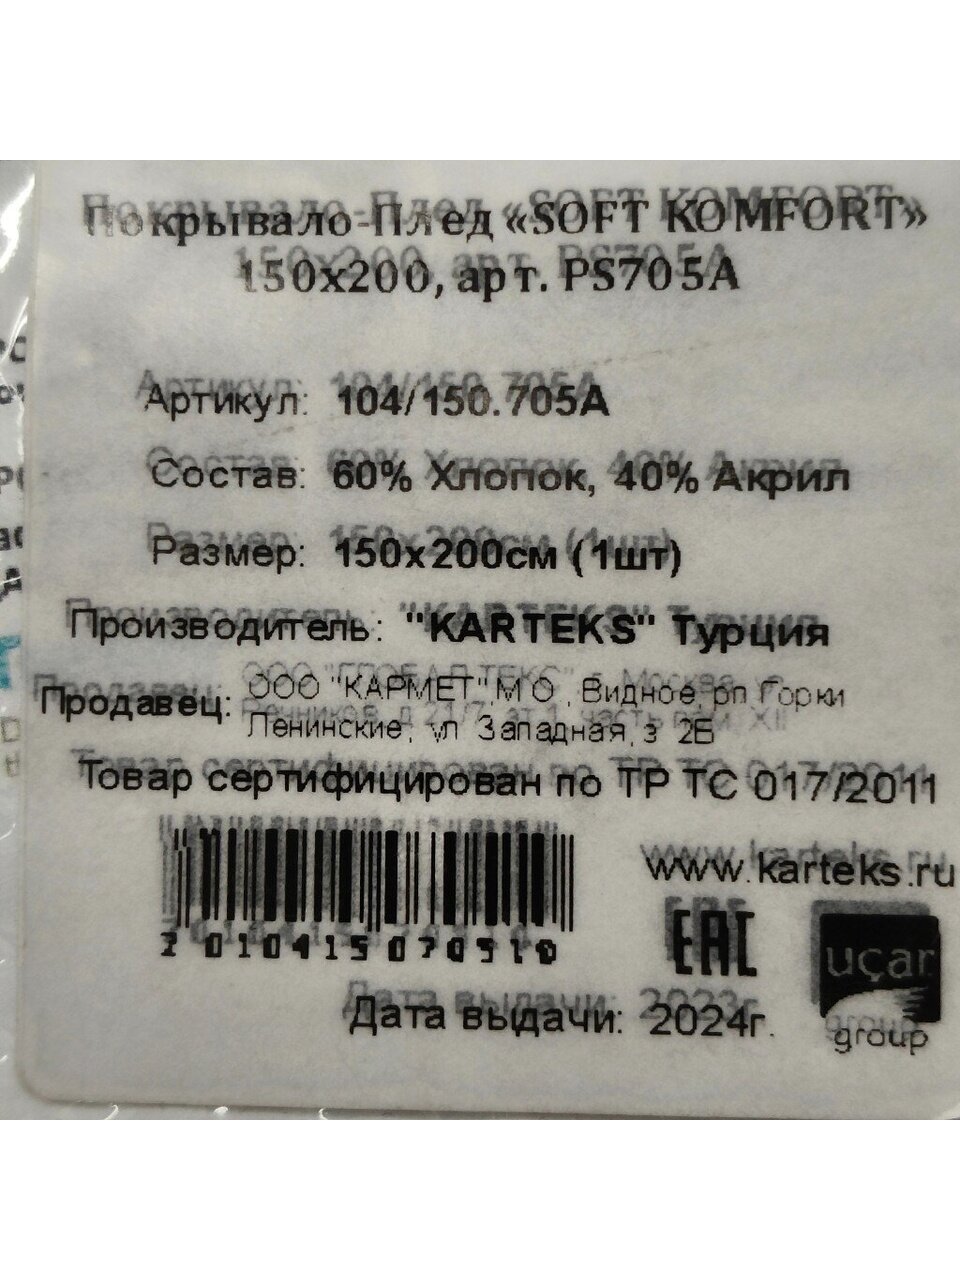 Покрывало-Плед «SOFT KOMFORT»
150x200, арт. PS705A
Артикул: 104/150.705A
Состав: 60% Хлопок, 40% Акрил
Размер: 150x200см (1шт)
Производитель: "KARTEKS" Турция
Продавец: ООО "КАРМЕТ",М О , Видное, рп Горки
Ленинские, ул Западная,з 2Б
Товар сертифицирован по ТР ТС 017/2011
www.karteks.ru
EAC
uçar
group
Дата выдачи: 2024г.